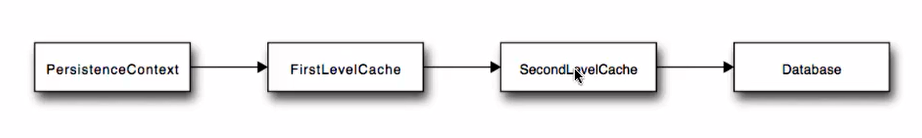 PersistenceContext
FirstLevelCache
SecondLevelCache
Database